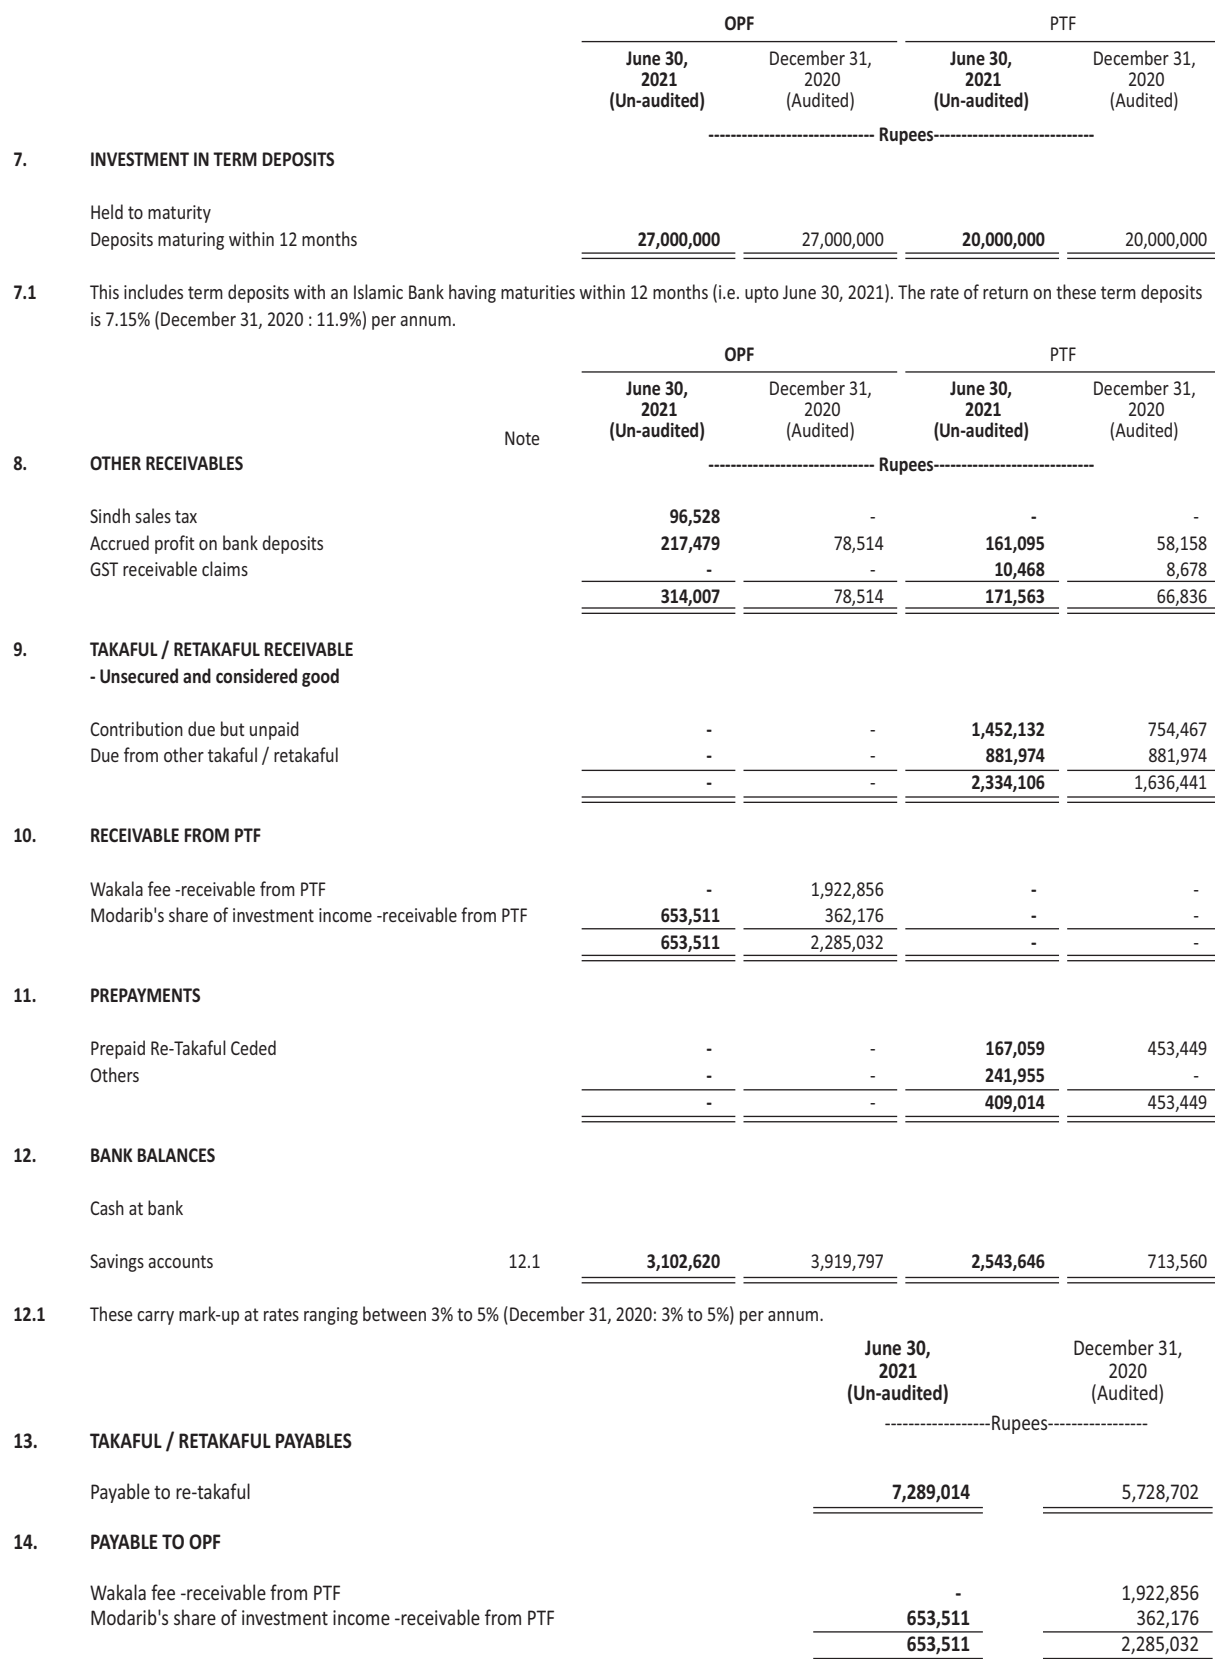 OPF PTF
June 30, December 31, June 30, December 31,
2021 2020 2021 2020
(Un-audited) (Audited) (Un-audited) (Audited)
------------------------------ Rupees-----------------------------
7. INVESTMENT IN TERM DEPOSITS
Held to maturity
Deposits maturing within 12 months 27,000,000 27,000,000 20,000,000 20,000,000
7.1 This includes term deposits with an Islamic Bank having maturities within 12 months (i.e. upto June 30, 2021). The rate of return on these term deposits
is 7.15% (December 31, 2020 : 11.9%) per annum.
OPF PTF
June 30, December 31, June 30, December 31,
2021 2020 2021 2020
Note (Un-audited) (Audited) (Un-audited) (Audited)
8. OTHER RECEIVABLES ------------------------------ Rupees-----------------------------
Sindh sales tax 96,528 - - -
Accrued profit on bank deposits 217,479 78,514 161,095 58,158
GST receivable claims - - 10,468 8,678
314,007 78,514 171,563 66,836
9. TAKAFUL / RETAKAFUL RECEIVABLE
- Unsecured and considered good
Contribution due but unpaid - - 1,452,132 754,467
Due from other takaful / retakaful - - 881,974 881,974
- - 2,334,106 1,636,441
10. RECEIVABLE FROM PTF
Wakala fee -receivable from PTF - 1,922,856 - -
Modarib's share of investment income -receivable from PTF 653,511 362,176 - -
653,511 2,285,032 - -
11. PREPAYMENTS
Prepaid Re-Takaful Ceded - - 167,059 453,449
Others - - 241,955 -
- - 409,014 453,449
12. BANK BALANCES
Cash at bank
Savings accounts 12.1 3,102,620 3,919,797 2,543,646 713,560
12.1 These carry mark-up at rates ranging between 3% to 5% (December 31, 2020: 3% to 5%) per annum.
June 30, December 31,
2021 2020
(Un-audited) (Audited)
------------------Rupees-----------------
13. TAKAFUL / RETAKAFUL PAYABLES
Payable to re-takaful 7,289,014 5,728,702
14. PAYABLE TO OPF
Wakala fee -receivable from PTF - 1,922,856
Modarib's share of investment income -receivable from PTF 653,511 362,176
653,511 2,285,032